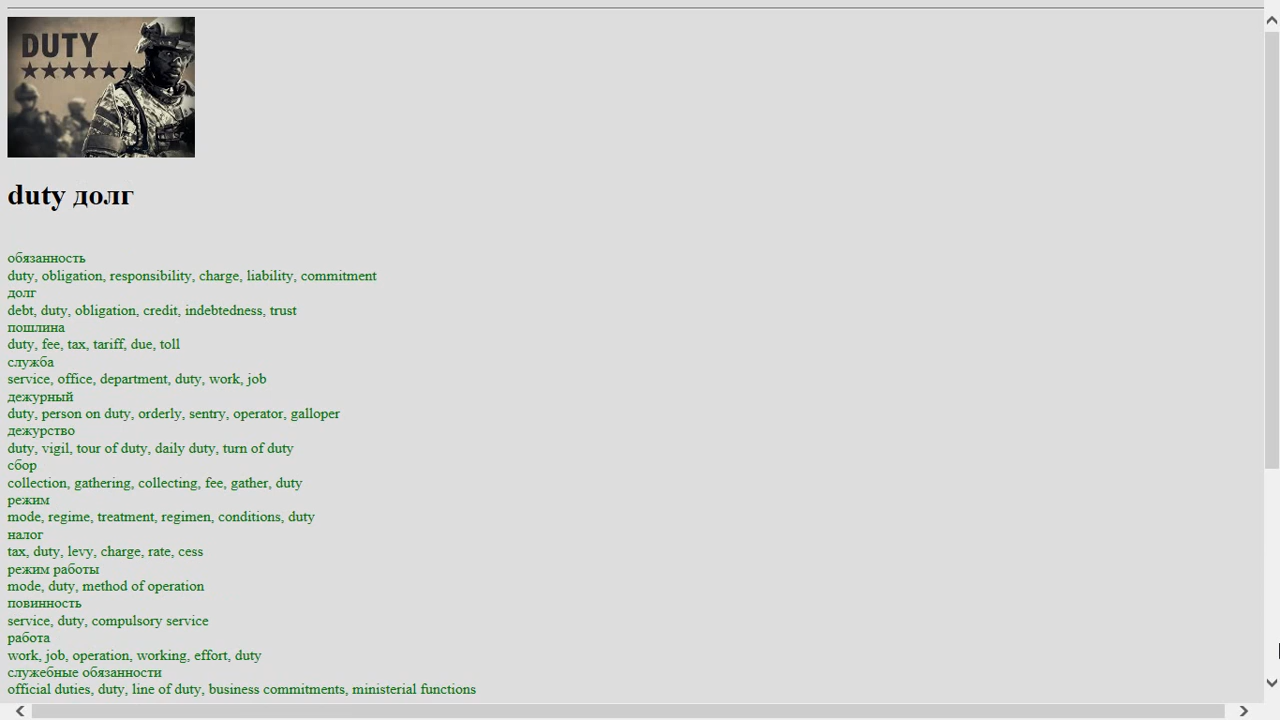 DUTY
duty долг
обязанность
duty, obligation, responsibility, charge, liability, commitment
долг
debt, duty, obligation, credit, indebtedness, trust
пошлина
duty, fee, tax, tariff, due, toll
служба
service, office, department, duty, work, job
дежурный
duty, person on duty, orderly, sentry, operator, galloper
дежурство
duty, vigil, tour of duty, daily duty, turn of duty
сбор
collection, gathering, collecting, fee, gather, duty
режим
mode, regime, treatment, regimen, conditions, duty
налог
tax, duty, levy, charge, rate, cess
режим работы
mode, duty, method of operation
повинность
service, duty, compulsory service
работа
work, job, operation, working, effort, duty
служебные обязанности
official duties, duty, line of duty, business commitments, ministerial functions